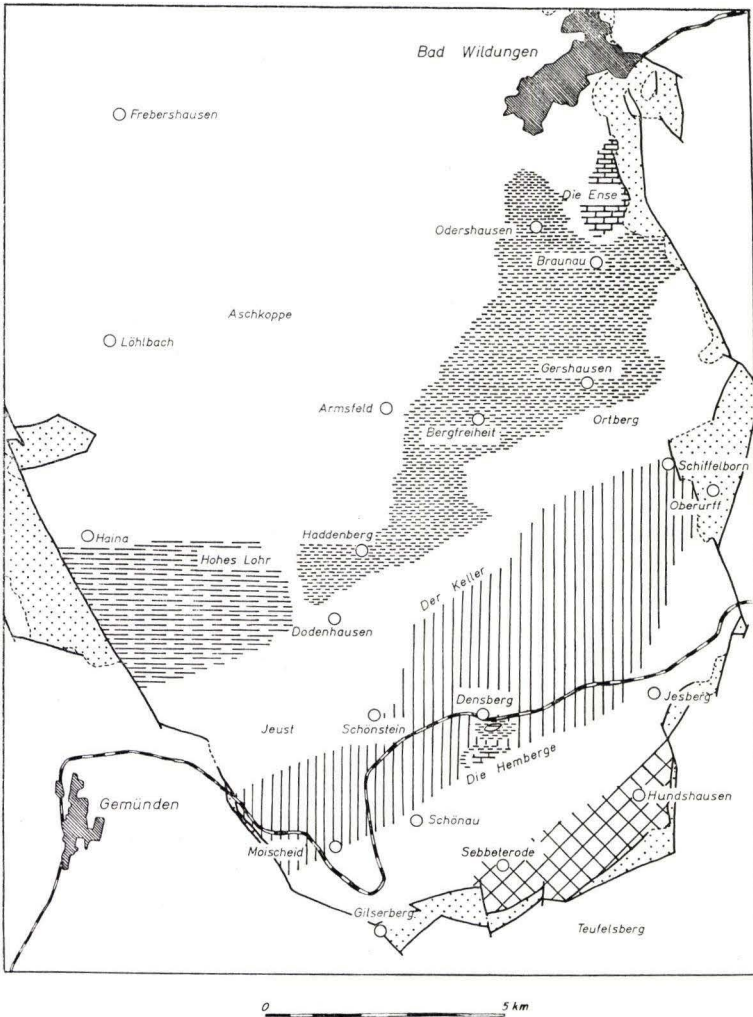 Bad Wildungen
Frebershausen
Die Ense
Odershausen
Braunau
Aschkoppe
Löhlbach
Gershausen
Armsfeld
Bergfreiheit
Ortberg
Schiffelborn
Oberurff
Haina
Hohes Lohr
Haddenberg
Der Keller
Dodenhausen
Densberg
Jesberg
Jeust
Schönstein
Die Hemberge
Gemünden
Hundshausen
Schönau
Moischeid
Sebbeterode
Gilserberg
Teufelsberg
0 5 km